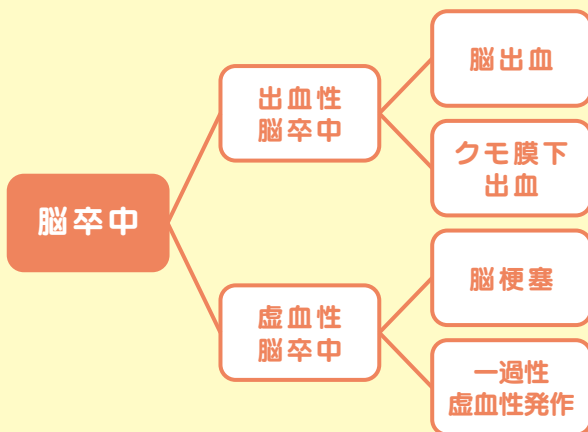 脳卒中
出血性
脳卒中
脳出血
クモ膜下
出血
虚血性
脳卒中
脳梗塞
一過性
虚血性発作